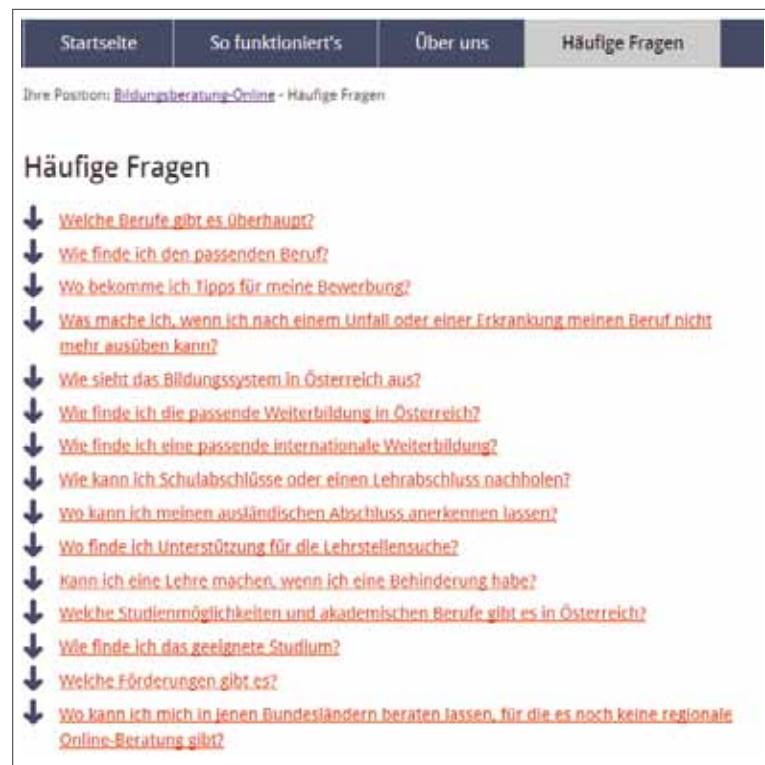 Startseite So funktioniert's Über uns Häufige Fragen
Ihre Position: Bildungsberatung-Online - Häufige Fragen
Häufige Fragen
Welche Berufe gibt es überhaupt?
Wie finde ich den passenden Beruf?
Wo bekomme ich Tipps für meine Bewerbung?
Was mache ich, wenn ich nach einem Unfall oder einer Erkrankung meinen Beruf nicht
mehr ausüben kann?
Wie sieht das Bildungssystem in Österreich aus?
Wie finde ich die passende Weiterbildung in Österreich?
Wie finde ich eine passende internationale Weiterbildung?
Wie kann ich Schulabschlüsse oder einen Lehrabschluss nachholen?
Wo kann ich meinen ausländischen Abschluss anerkennen lassen?
Wo finde ich Unterstützung für die Lehrstellensuche?
Kann ich eine Lehre machen, wenn ich eine Behinderung habe?
Welche Studienmöglichkeiten und akademischen Berufe gibt es in Österreich?
Wie finde ich das geeignete Studium?
Welche Förderungen gibt es?
Wo kann ich mich in jenen Bundesländern beraten lassen, für die es noch keine regionale
Online-Beratung gibt?